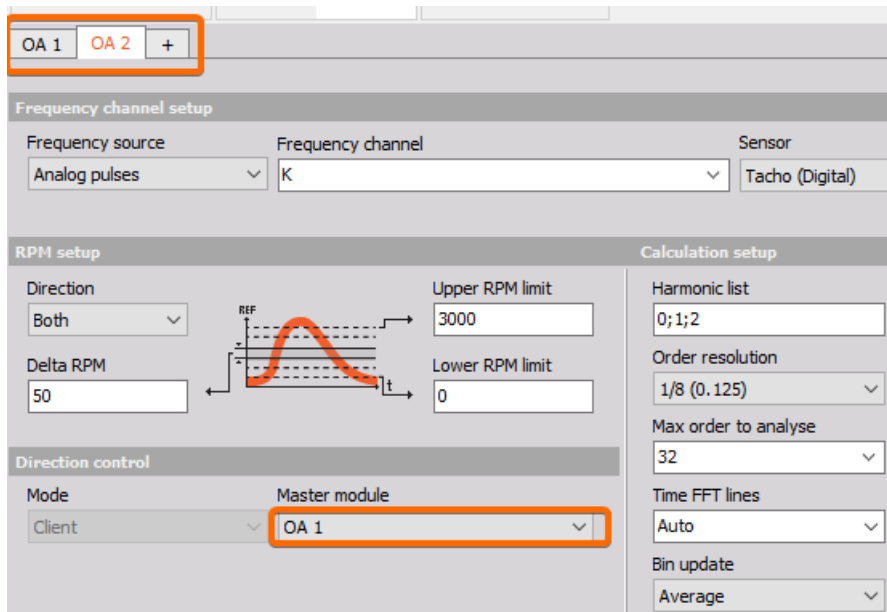 OA 1 OA 2 +
Frequency channel setup
Frequency source Frequency channel Sensor
Analog pulses K Tacho (Digital)
RPM setup Calculation setup
Direction Upper RPM limit Harmonic list
Both REF 3000 0;1;2
Delta RPM Lower RPM limit Order resolution
50 t 0 1/8 (0.125)
Max order to analyse
Direction control 32
Mode Master module Time FFT lines
Client OA 1 Auto
Bin update
Average